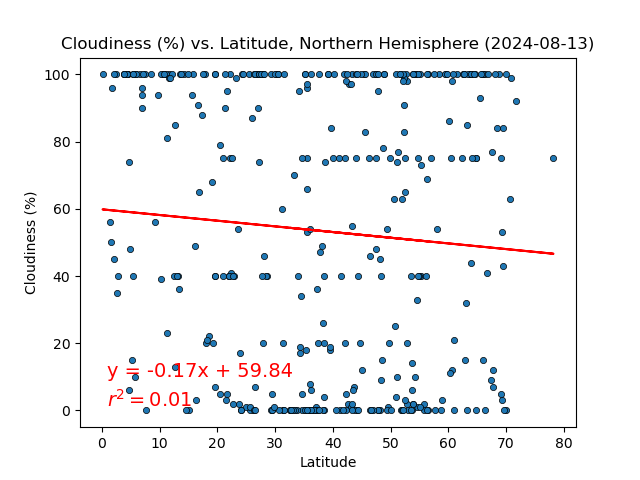 Cloudiness (%) vs. Latitude, Northern Hemisphere (2024-08-13)
100
80
60
40
20
0
Cloudiness (%)
y = -0.17x + 59.84
r² = 0.01
0 10 20 30 40 50 60 70 80
Latitude